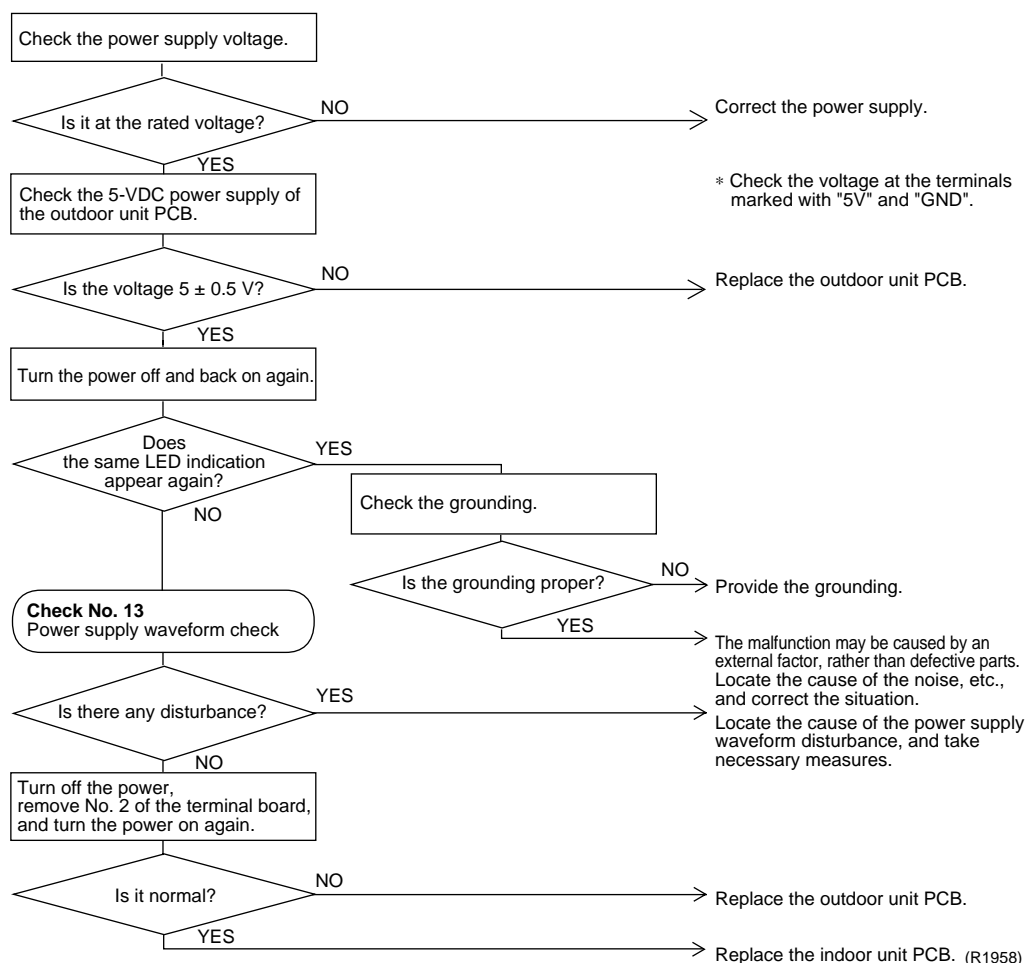 Check the power supply voltage.
Is it at the rated voltage?
NO
Correct the power supply.
YES
Check the 5-VDC power supply of
the outdoor unit PCB.
* Check the voltage at the terminals
marked with "5V" and "GND".
Is the voltage 5 ± 0.5 V?
NO
Replace the outdoor unit PCB.
YES
Turn the power off and back on again.
Does
the same LED indication
appear again?
YES
NO
Check the grounding.
Is the grounding proper?
NO
Provide the grounding.
YES
The malfunction may be caused by an
external factor, rather than defective parts.
Locate the cause of the noise, etc.,
and correct the situation.
Check No. 13
Power supply waveform check
Is there any disturbance?
YES
Locate the cause of the power supply
waveform disturbance, and take
necessary measures.
NO
Turn off the power,
remove No. 2 of the terminal board,
and turn the power on again.
Is it normal?
NO
Replace the outdoor unit PCB.
YES
Replace the indoor unit PCB. (R1958)